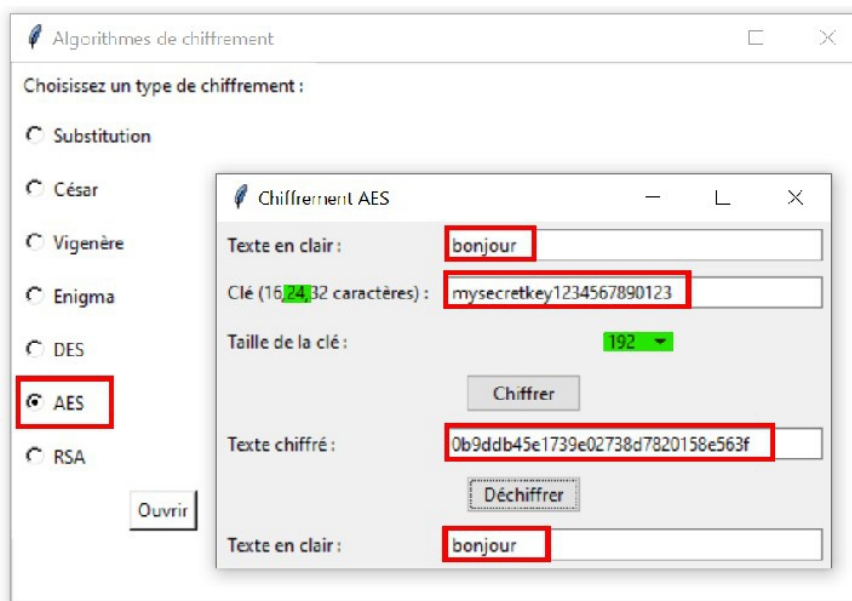 Algorithmes de chiffrement
Choisissez un type de chiffrement :
Substitution
César
Vigenère
Enigma
DES
AES
RSA
Ouvrir
Chiffrement AES
Texte en clair : bonjour
Clé (16,24,32 caractères) : mysecretkey1234567890123
Taille de la clé : 192
Chiffrer
Texte chiffré : 0b9ddb45e1739e02738d7820158e563f
Déchiffrer
Texte en clair : bonjour